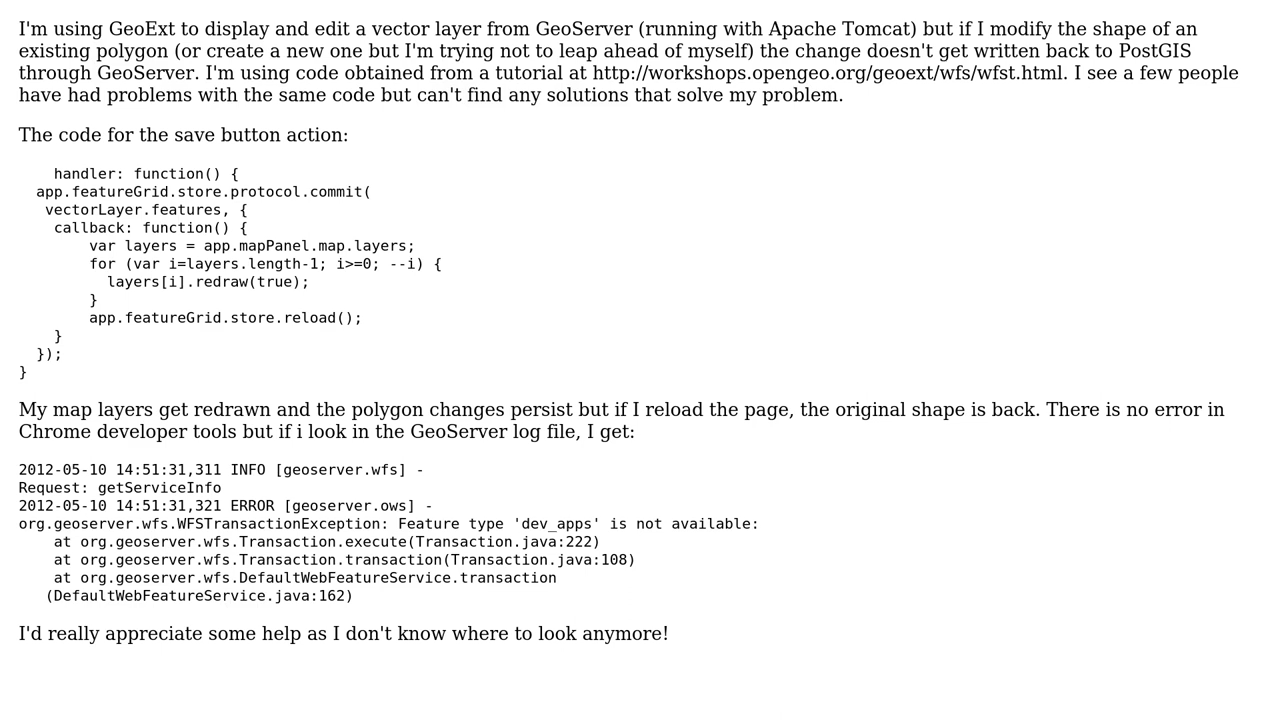 I'm using GeoExt to display and edit a vector layer from GeoServer (running with Apache Tomcat) but if I modify the shape of an
existing polygon (or create a new one but I'm trying not to leap ahead of myself) the change doesn't get written back to PostGIS
through GeoServer. I'm using code obtained from a tutorial at http://workshops.opengeo.org/geoext/wfs/wfst.html. I see a few people
have had problems with the same code but can't find any solutions that solve my problem.
The code for the save button action:
    handler: function() {
  app.featureGrid.store.protocol.commit(
   vectorLayer.features, {
    callback: function() {
        var layers = app.mapPanel.map.layers;
        for (var i=layers.length-1; i>=0; --i) {
          layers[i].redraw(true);
        }
        app.featureGrid.store.reload();
    }
  });
}
My map layers get redrawn and the polygon changes persist but if I reload the page, the original shape is back. There is no error in
Chrome developer tools but if i look in the GeoServer log file, I get:
2012-05-10 14:51:31,311 INFO [geoserver.wfs] -
Request: getServiceInfo
2012-05-10 14:51:31,321 ERROR [geoserver.ows] -
org.geoserver.wfs.WFSTransactionException: Feature type 'dev_apps' is not available:
    at org.geoserver.wfs.Transaction.execute(Transaction.java:222)
    at org.geoserver.wfs.Transaction.transaction(Transaction.java:108)
    at org.geoserver.wfs.DefaultWebFeatureService.transaction
   (DefaultWebFeatureService.java:162)
I'd really appreciate some help as I don't know where to look anymore!